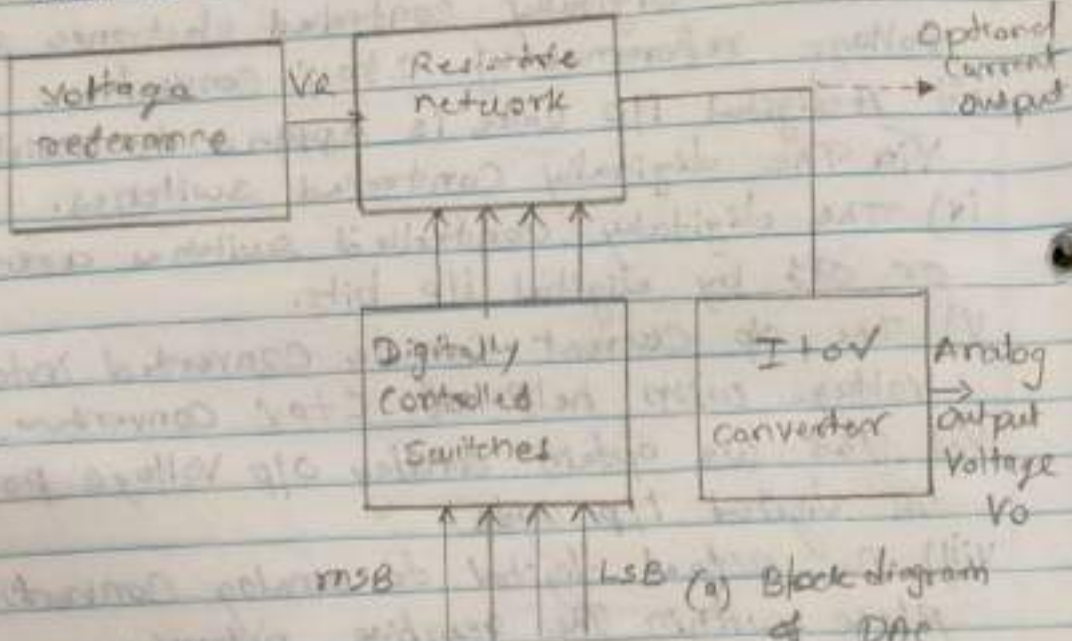 Voltage
VR
Resistive
network
Optional
Current
Output
Digitally
Controlled
Switches
I to V
converter
Analog
Output
Voltage
Vo
MSB
LSB
(a) Block diagram
of DAC